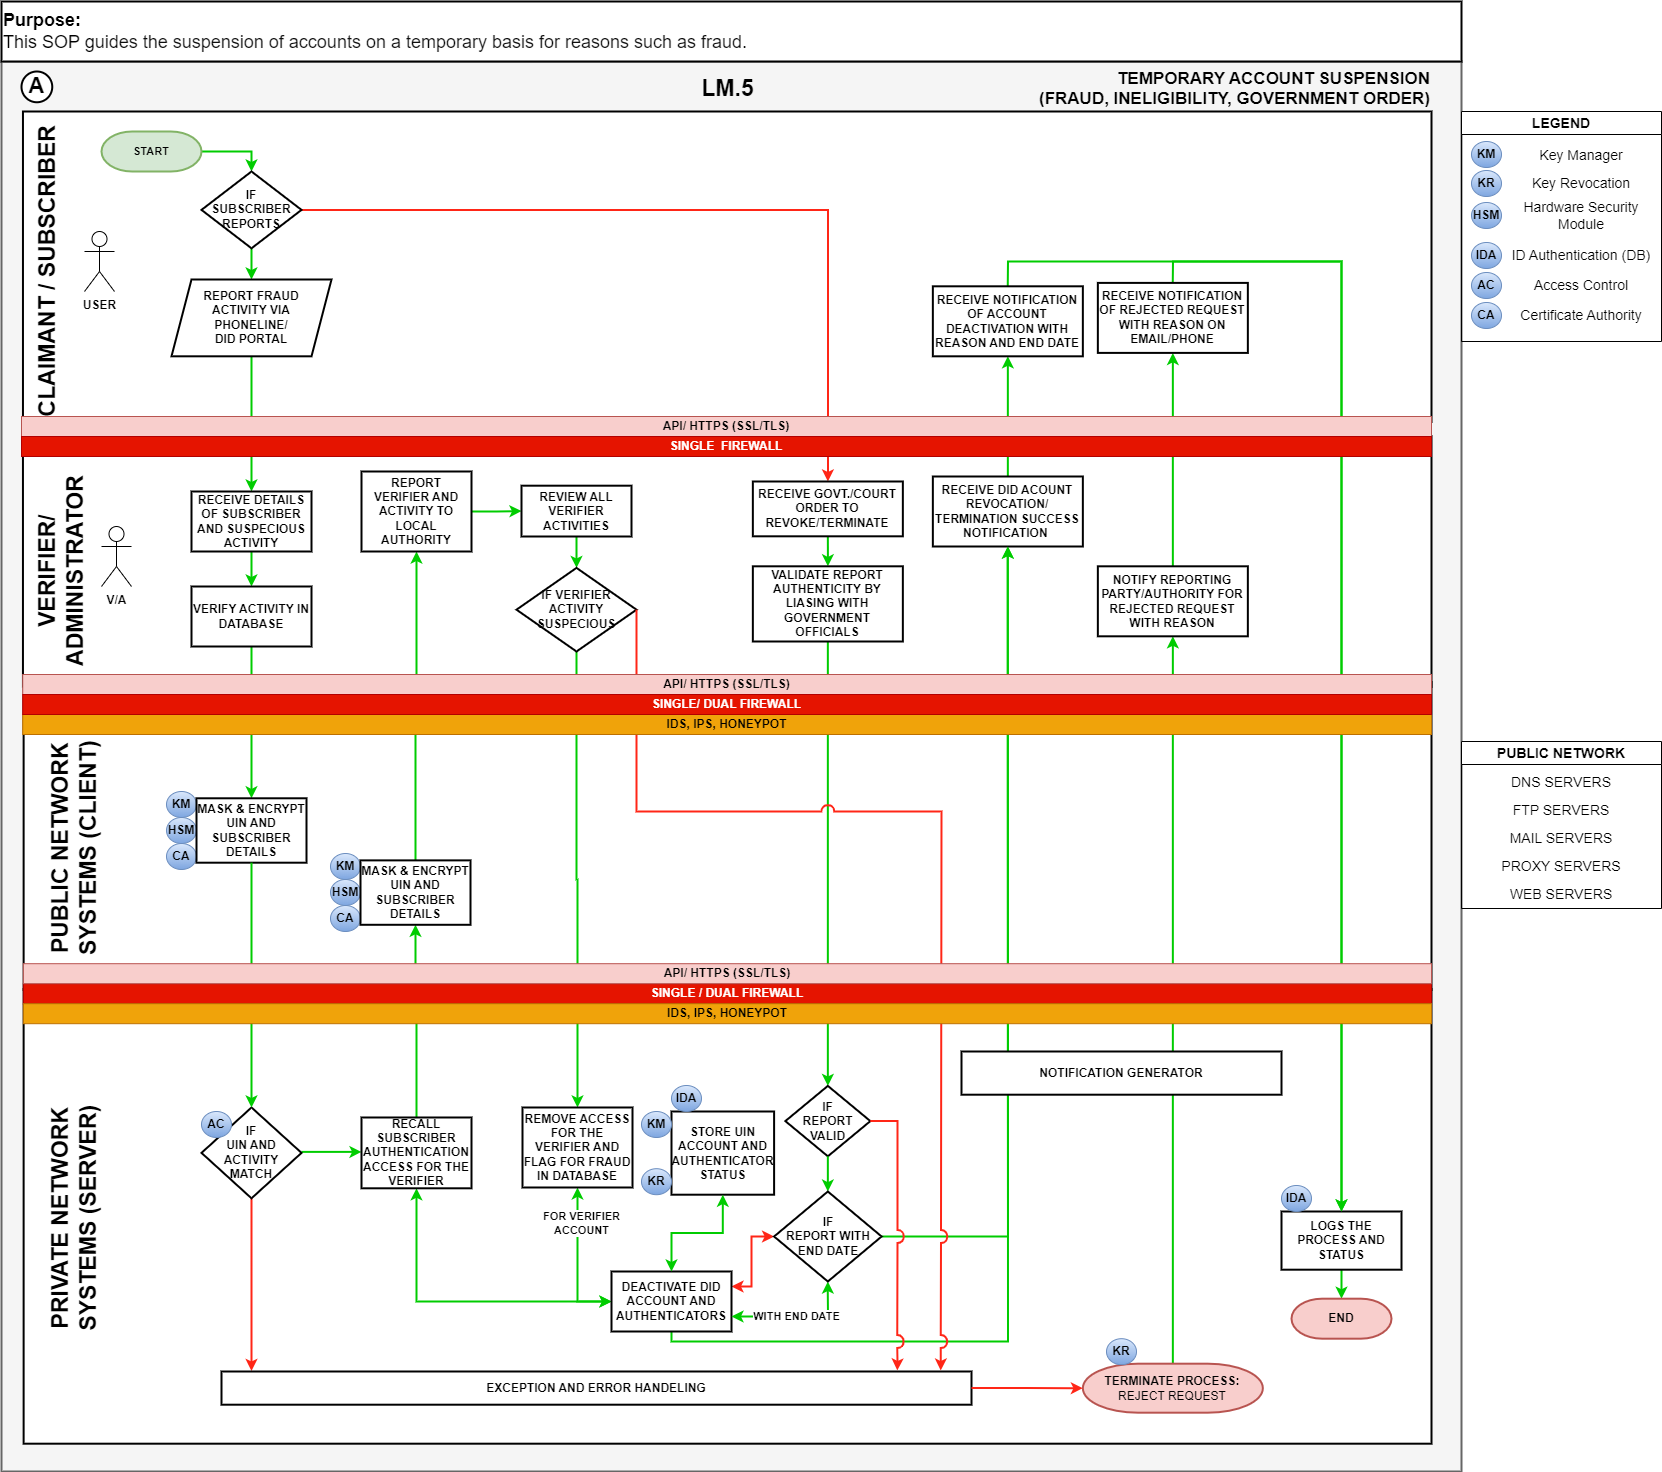 Purpose:
This SOP guides the suspension of accounts on a temporary basis for reasons such as fraud.
A
LM.5
TEMPORARY ACCOUNT SUSPENSION
(FRAUD, INELIGIBILITY, GOVERNMENT ORDER)
CLAIMANT / SUBSCRIBER
START
IF
SUBSCRIBER
REPORTS
USER
REPORT FRAUD
ACTIVITY VIA
PHONELINE/
DID PORTAL
RECEIVE NOTIFICATION
OF ACCOUNT
DEACTIVATION WITH
REASON AND END DATE
RECEIVE NOTIFICATION
OF REJECTED REQUEST
WITH REASON ON
EMAIL/PHONE
LEGEND
KM
Key Manager
KR
Key Revocation
HSM
Hardware Security
Module
IDA
ID Authentication (DB)
AC
Access Control
CA
Certificate Authority
API/ HTTPS (SSL/TLS)
SINGLE FIREWALL
VERIFIER/
ADMINISTRATOR
V/A
RECEIVE DETAILS
OF SUBSCRIBER
AND SUSPECIOUS
ACTIVITY
VERIFY ACTIVITY IN
DATABASE
REPORT
VERIFIER AND
ACTIVITY TO
LOCAL
AUTHORITY
REVIEW ALL
VERIFIER
ACTIVITIES
IF VERIFIER
ACTIVITY
SUSPECIOUS
RECEIVE GOVT./COURT
ORDER TO
REVOKE/TERMINATE
VALIDATE REPORT
AUTHENTICITY BY
LIASING WITH
GOVERNMENT
OFFICIALS
RECEIVE DID ACOUNT
REVOCATION/
TERMINATION SUCCESS
NOTIFICATION
NOTIFY REPORTING
PARTY/AUTHORITY FOR
REJECTED REQUEST
WITH REASON
API/ HTTPS (SSL/TLS)
SINGLE/ DUAL FIREWALL
IDS, IPS, HONEYPOT
PUBLIC NETWORK
SYSTEMS (CLIENT)
KM
HSM
CA
MASK & ENCRYPT
UIN AND
SUBSCRIBER
DETAILS
KM
HSM
CA
MASK & ENCRYPT
UIN AND
SUBSCRIBER
DETAILS
PUBLIC NETWORK
DNS SERVERS
FTP SERVERS
MAIL SERVERS
PROXY SERVERS
WEB SERVERS
API/ HTTPS (SSL/TLS)
SINGLE / DUAL FIREWALL
IDS, IPS, HONEYPOT
PRIVATE NETWORK
SYSTEMS (SERVER)
AC
IF
UIN AND
ACTIVITY
MATCH
RECALL
SUBSCRIBER
AUTHENTICATION
ACCESS FOR THE
VERIFIER
REMOVE ACCESS
FOR THE
VERIFIER AND
FLAG FOR FRAUD
IN DATABASE
FOR VERIFIER
ACCOUNT
IDA
KM
KR
STORE UIN
ACCOUNT AND
AUTHENTICATOR
STATUS
IF
REPORT
VALID
IF
REPORT WITH
END DATE
DEACTIVATE DID
ACCOUNT AND
AUTHENTICATORS
WITH END DATE
NOTIFICATION GENERATOR
IDA
LOGS THE
PROCESS AND
STATUS
END
EXCEPTION AND ERROR HANDELING
KR
TERMINATE PROCESS:
REJECT REQUEST